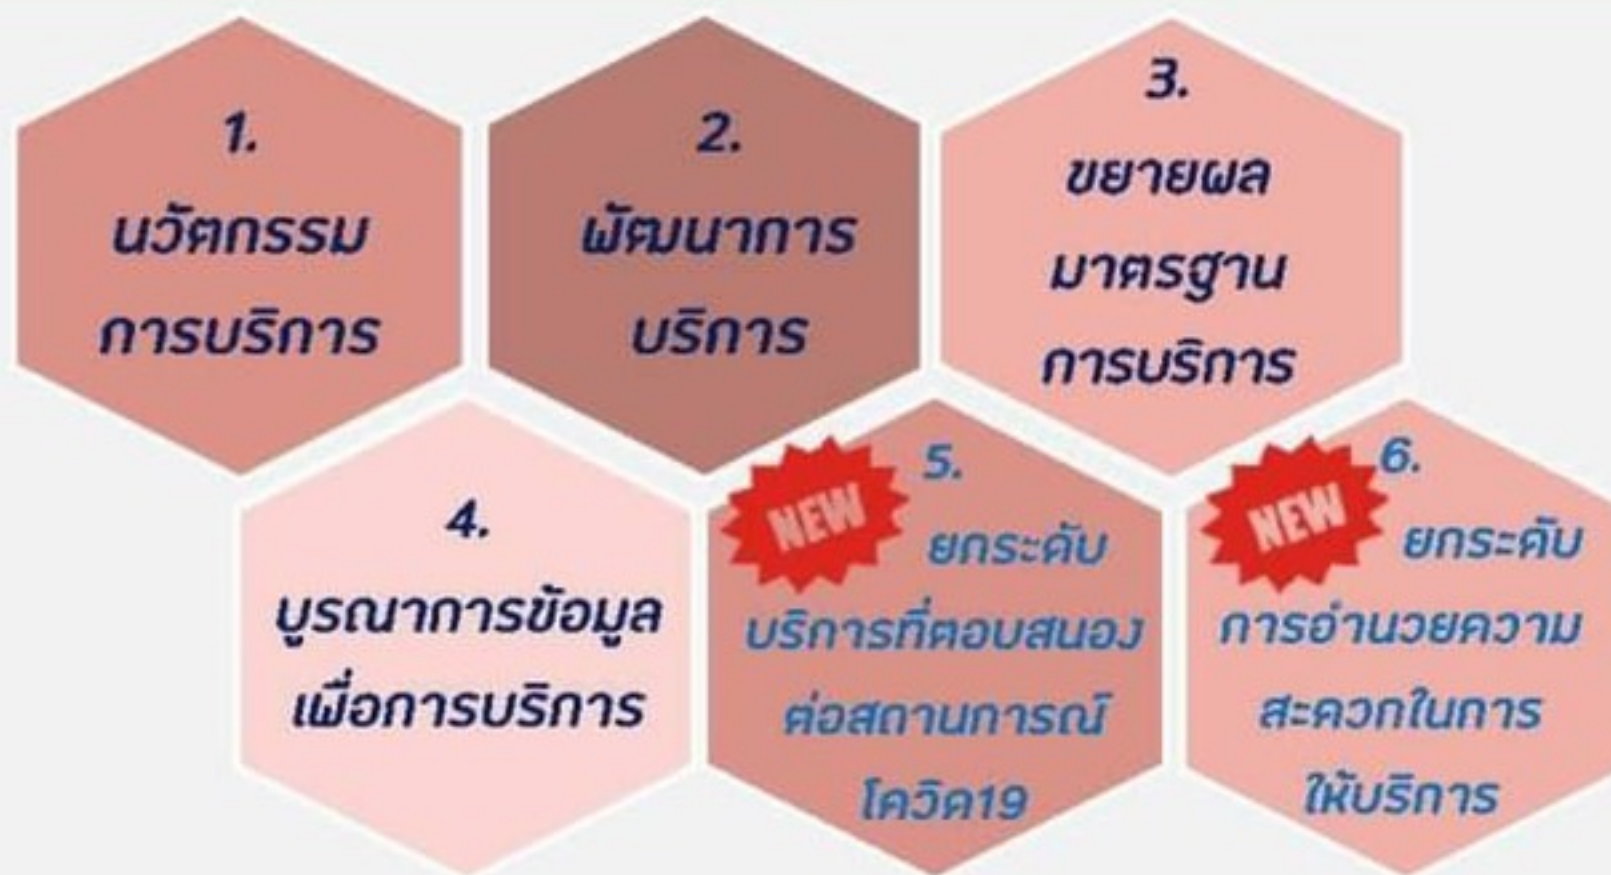 1.
นวัตกรรม
การบริการ
2.
พัฒนาการ
บริการ
3.
ขยายผล
มาตรฐาน
การบริการ
4.
บูรณาการข้อมูล
เพื่อการบริการ
NEW
5.
ยกระดับ
บริการที่ตอบสนอง
ต่อสถานการณ์
โควิด19
NEW
6.
ยกระดับ
การอำนวยความ
สะดวกในการ
ให้บริการ